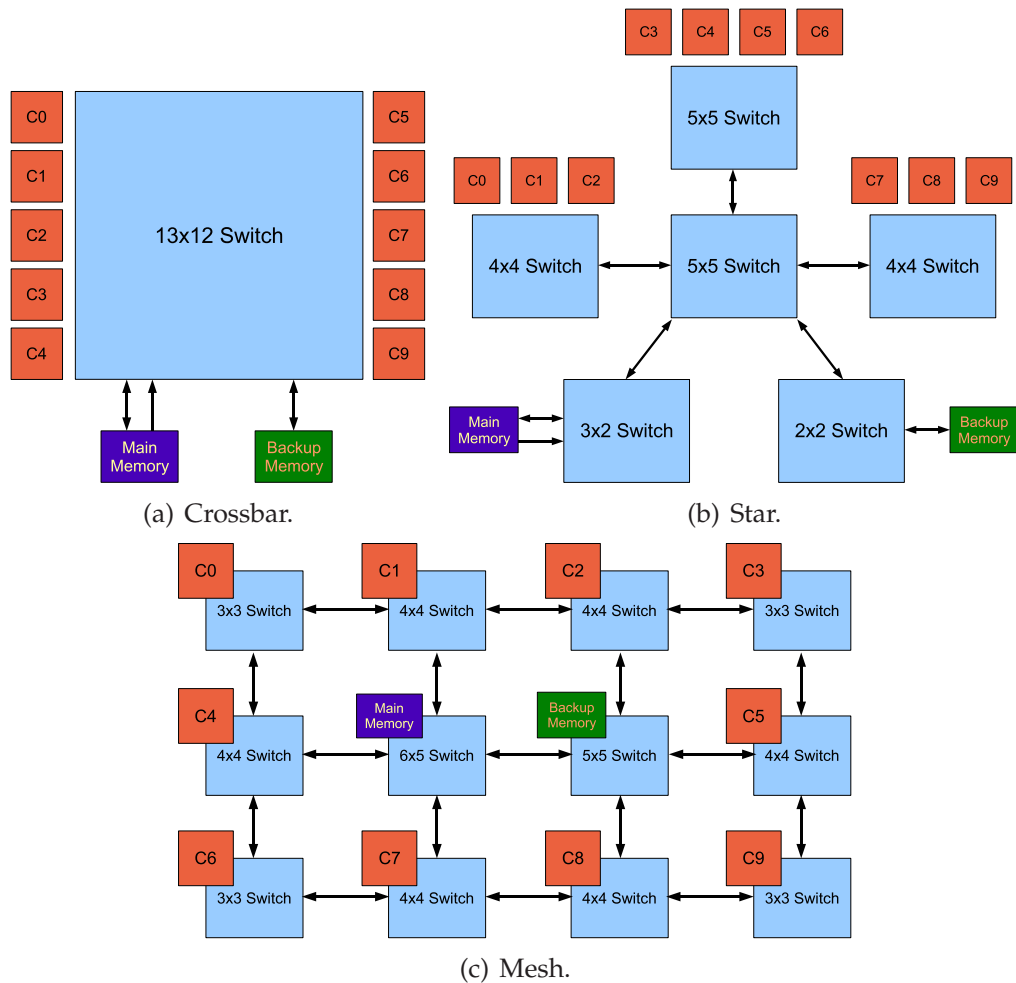 C0
C1
C2
C3
C4
13x12 Switch
C5
C6
C7
C8
C9
Main
Memory
Backup
Memory
(a) Crossbar.
C3 C4 C5 C6
5x5 Switch
C0 C1 C2
C7 C8 C9
4x4 Switch
5x5 Switch
4x4 Switch
Main
Memory
3x2 Switch
2x2 Switch
Backup
Memory
(b) Star.
C0 C1 C2 C3
3x3 Switch 4x4 Switch 4x4 Switch 3x3 Switch
C4
Main
Memory
Backup
Memory
C5
4x4 Switch 6x5 Switch 5x5 Switch 4x4 Switch
C6 C7 C8 C9
3x3 Switch 4x4 Switch 4x4 Switch 3x3 Switch
(c) Mesh.